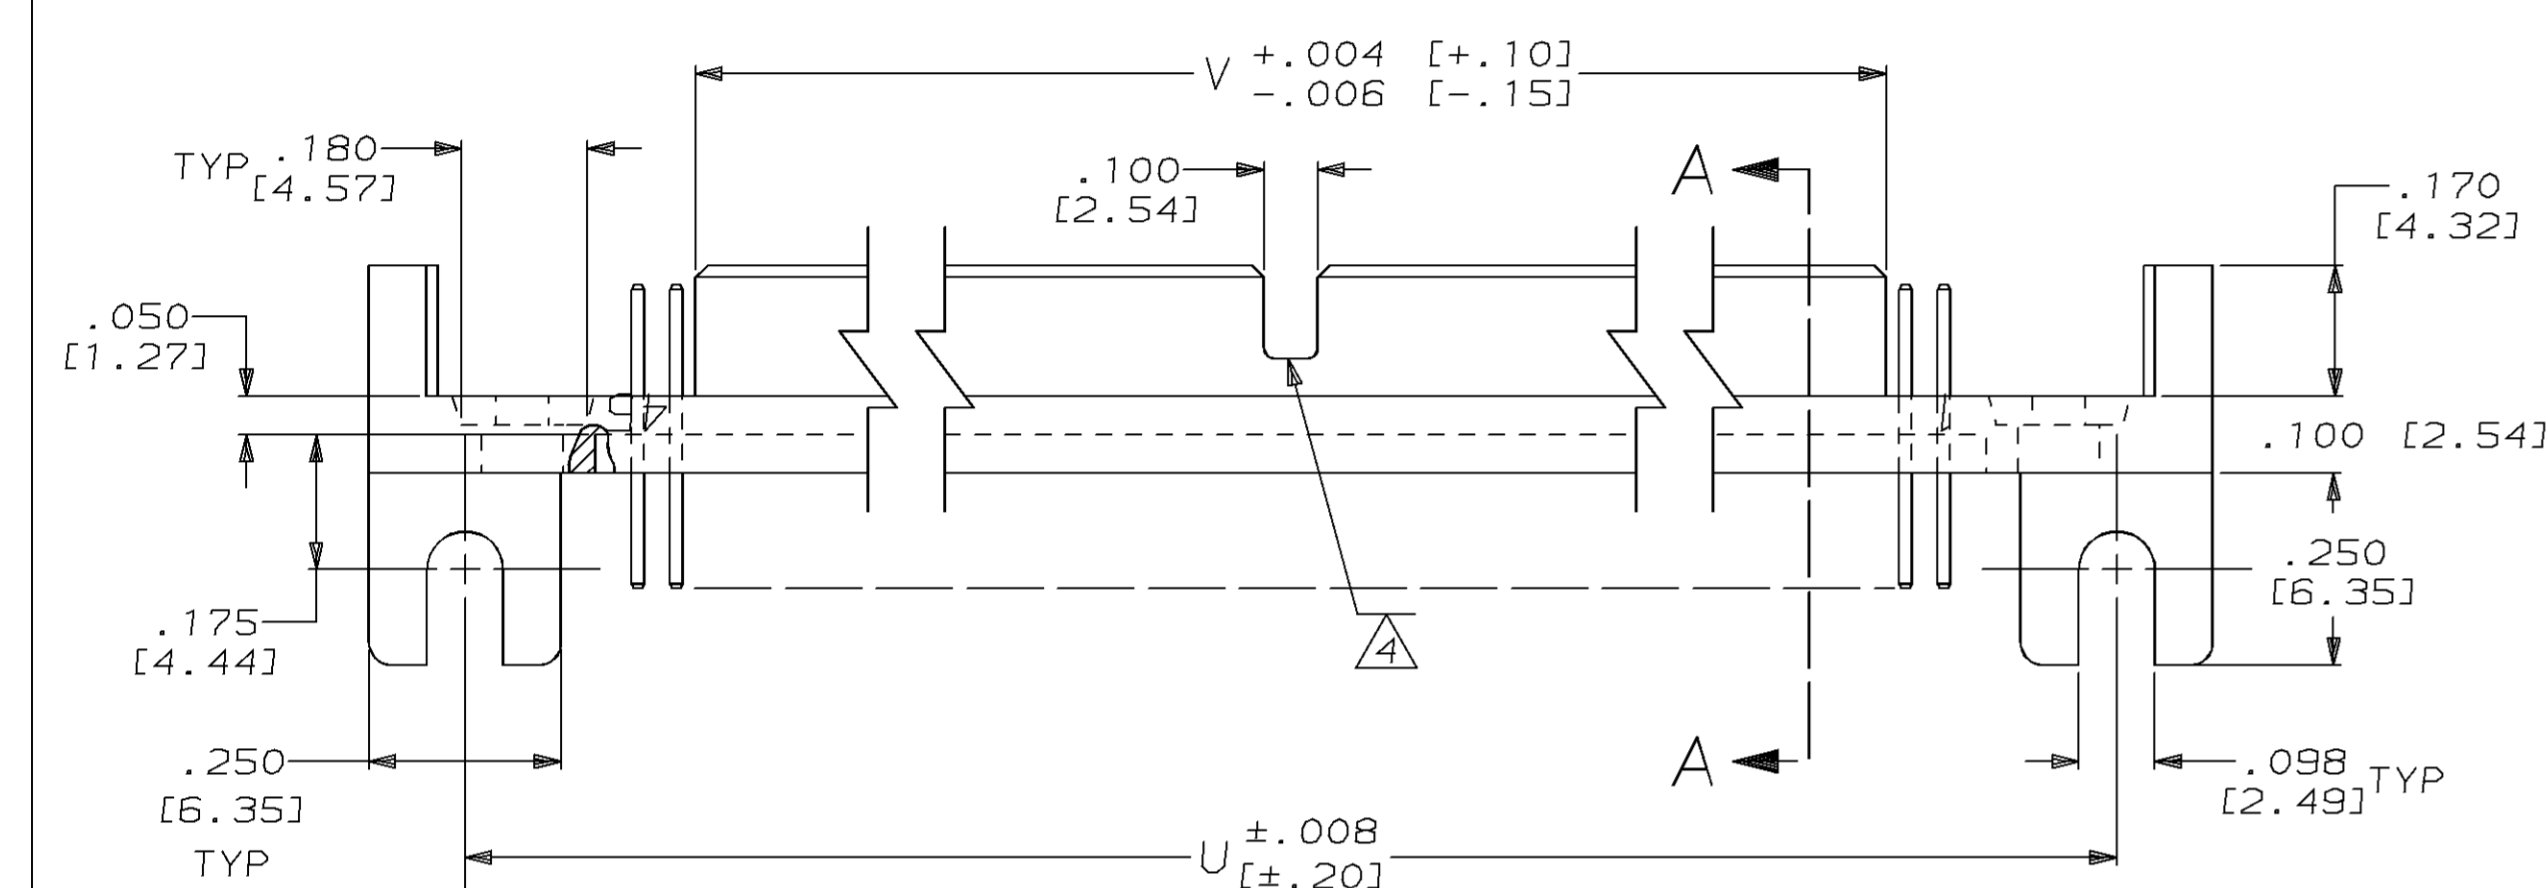 V +.004 [+.10]
-.006 [-.15]
TYP .180
[4.57]
.100
[2.54]
A
.170
[4.32]
.050
[1.27]
.100 [2.54]
.250
[6.35]
.175
[4.44]
4
.250
[6.35]
TYP
A
.098 TYP
[2.49]
U ±.008
[±.20]